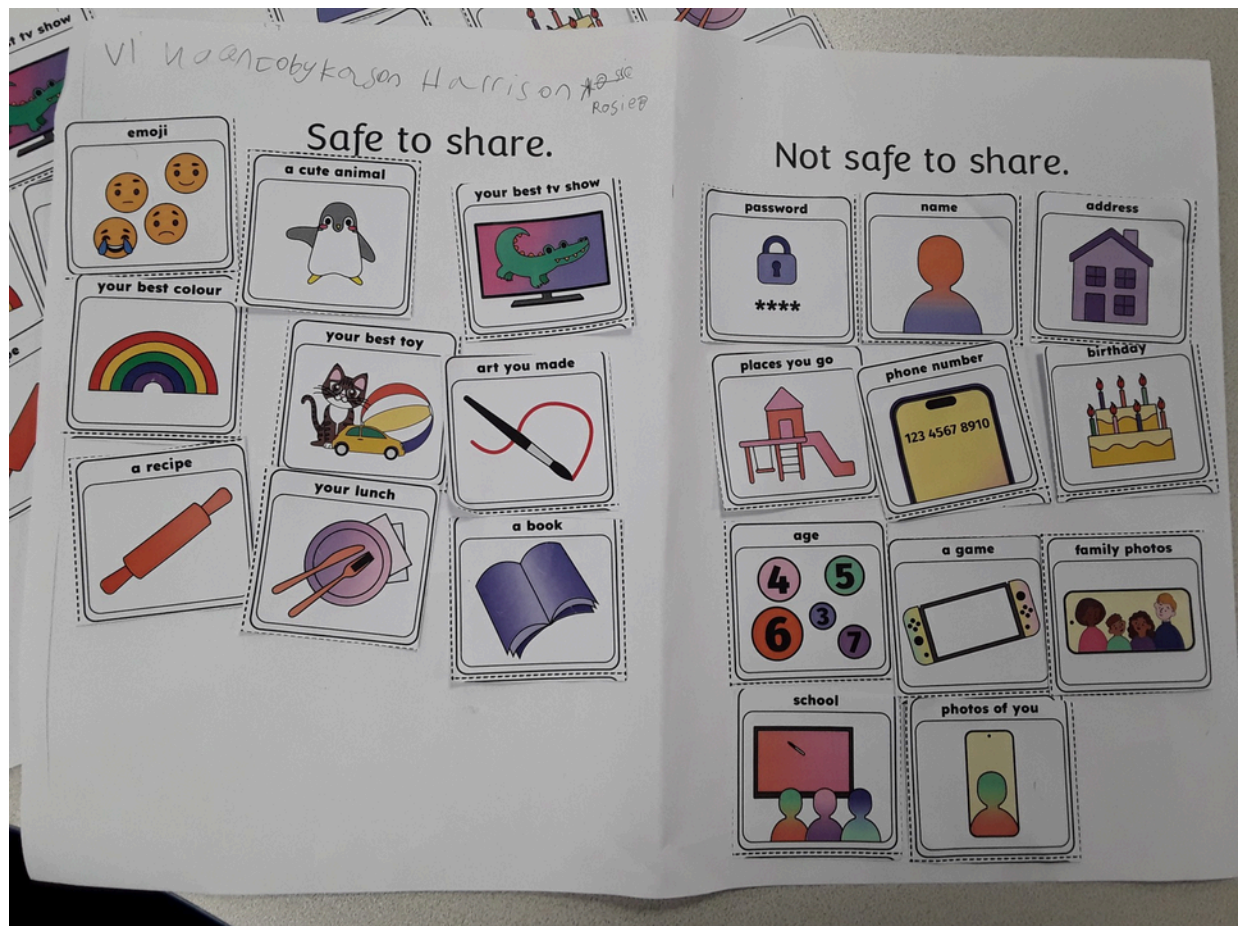 t tv show
Harrison
Rosie
Safe to share.
Not safe to share.
emoji
a cute animal
your best tv show
your best colour
your best toy
art you made
a recipe
your lunch
a book
password
****
name
address
places you go
phone number
123 4567 8910
birthday
age
4 5
6 3 7
a game
family photos
school
photos of you